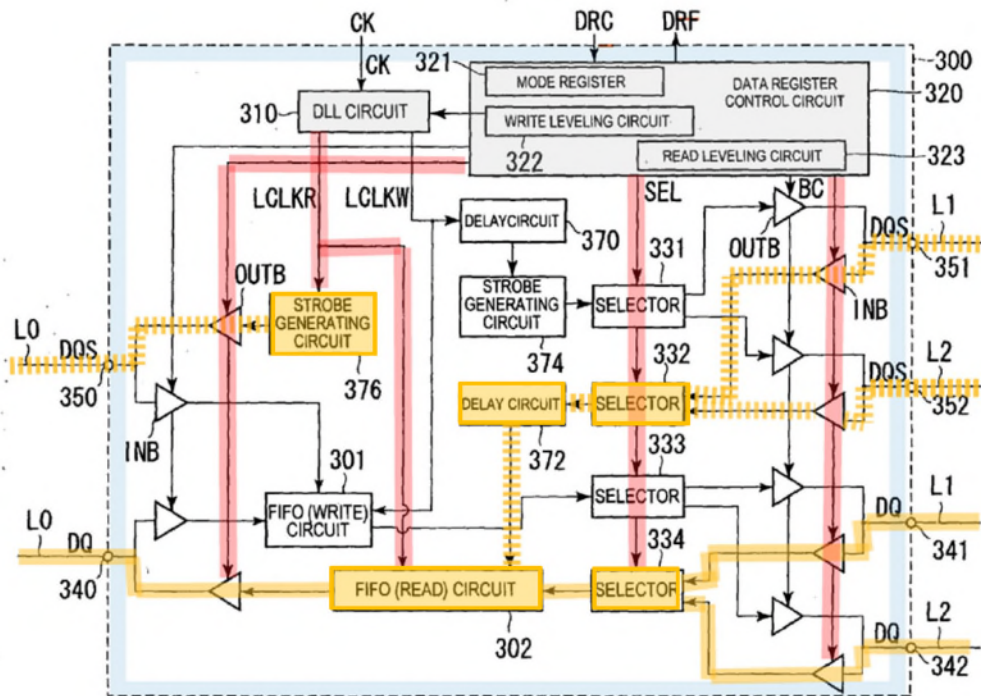 CK
DRC
DRF
300
CK
321
MODE REGISTER
DATA REGISTER
CONTROL CIRCUIT
320
310
DLL CIRCUIT
WRITE LEVELING CIRCUIT
322
READ LEVELING CIRCUIT
323
LCLKR
LCLKW
SEL
BC
DELAYCIRCUIT
370
OUTB
DQS
L1
351
331
OUTB
STROBE
GENERATING
CIRCUIT
376
STROBE
GENERATING
CIRCUIT
374
SELECTOR
INB
L0
DQS
350
332
DQS
L2
352
DELAY CIRCUIT
372
SELECTOR
INB
301
FIFO (WRITE)
CIRCUIT
333
SELECTOR
L1
DQ
341
L0
DQ
340
334
FIFO (READ) CIRCUIT
302
SELECTOR
DQ
L2
342